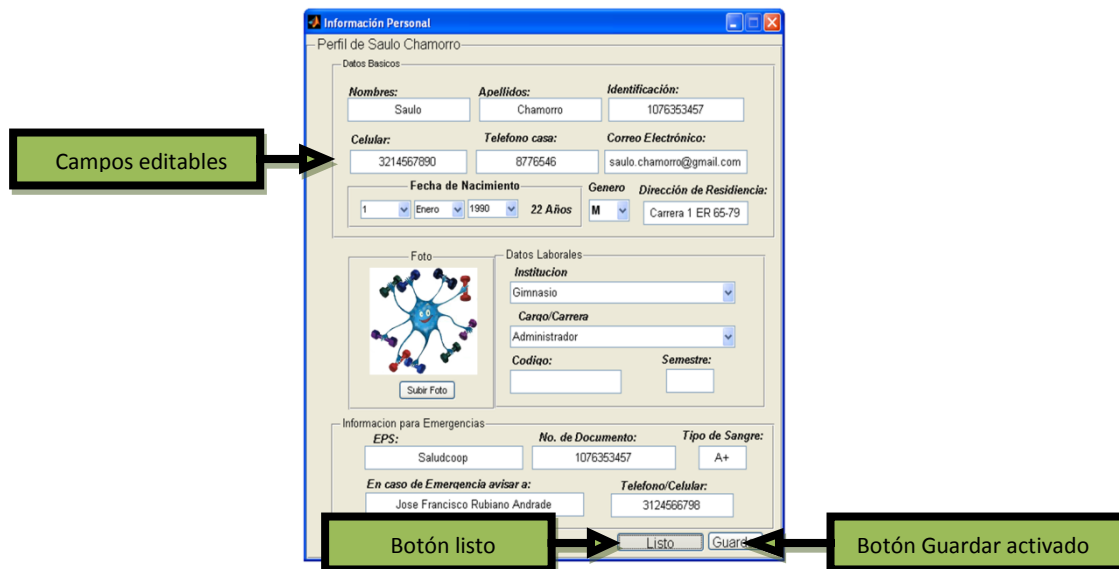 Información Personal
Perfil de Saulo Chamorro
Datos Basicos
Nombres: Apellidos: Identificación:
Saulo Chamorro 1076353457
Celular: Telefono casa: Correo Electrónico:
Campos editables
3214567890 8776546 saulo.chamorro@gmail.com
Fecha de Nacimiento Genero Dirección de Residiencia:
1 Enero 1990 22 Años M Carrera 1 ER 65-79
Foto Datos Laborales
Institucion
Gimnasio
Cargo/Carrera
Administrador
Codigo: Semestre:
Subir Foto
Informacion para Emergencias
EPS: No. de Documento: Tipo de Sangre:
Saludcoop 1076353457 A+
En caso de Emergencia avisar a: Telefono/Celular:
Jose Francisco Rubiano Andrade 3124566798
Botón listo Listo Guard Botón Guardar activado